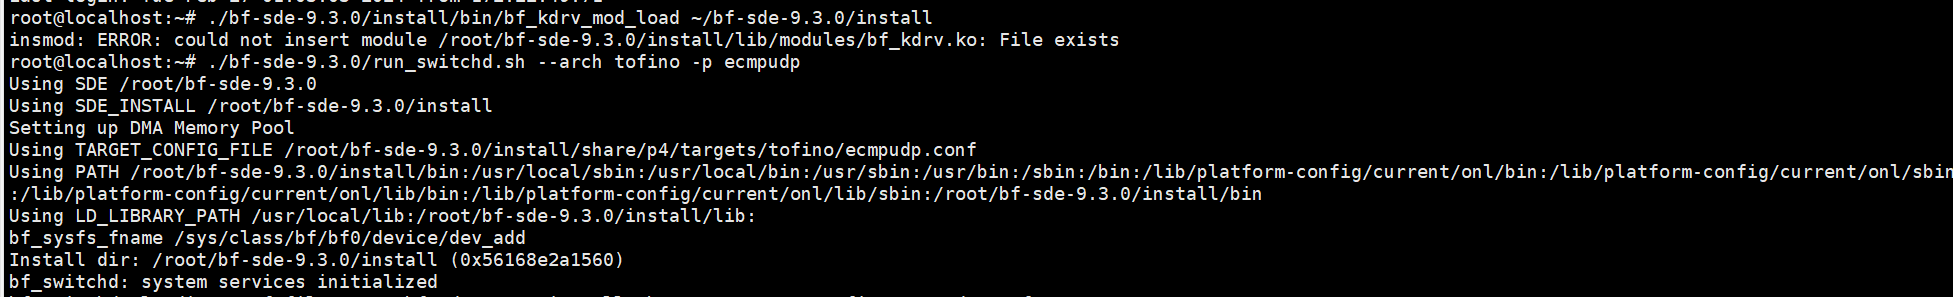 root@localhost:~# ./bf-sde-9.3.0/install/bin/bf_kdrv_mod_load ~/bf-sde-9.3.0/install
insmod: ERROR: could not insert module /root/bf-sde-9.3.0/install/lib/modules/bf_kdrv.ko: File exists
root@localhost:~# ./bf-sde-9.3.0/run_switchd.sh --arch tofino -p ecmpudp
Using SDE /root/bf-sde-9.3.0
Using SDE_INSTALL /root/bf-sde-9.3.0/install
Setting up DMA Memory Pool
Using TARGET_CONFIG_FILE /root/bf-sde-9.3.0/install/share/p4/targets/tofino/ecmpudp.conf
Using PATH /root/bf-sde-9.3.0/install/bin:/usr/local/sbin:/usr/local/bin:/usr/sbin:/usr/bin:/sbin:/bin:/lib/platform-config/current/onl/bin:/lib/platform-config/current/onl/sbin
:/lib/platform-config/current/onl/lib/bin:/lib/platform-config/current/onl/lib/sbin:/root/bf-sde-9.3.0/install/bin
Using LD_LIBRARY_PATH /usr/local/lib:/root/bf-sde-9.3.0/install/lib:
bf_sysfs_fname /sys/class/bf/bf0/device/dev_add
Install dir: /root/bf-sde-9.3.0/install (0x56168e2a1560)
bf_switchd: system services initialized